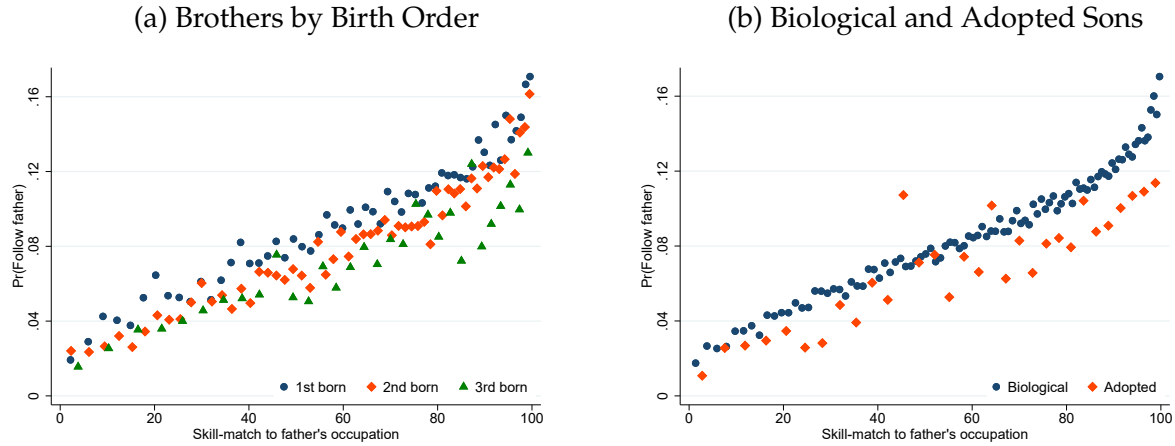 (a) Brothers by Birth Order
Pr(Follow father)
.16
.12
.08
.04
0
1st born
2nd born
3rd born
0 20 40 60 80 100
Skill-match to father's occupation
(b) Biological and Adopted Sons
Pr(Follow father)
.16
.12
.08
.04
0
Biological
Adopted
0 20 40 60 80 100
Skill-match to father's occupation